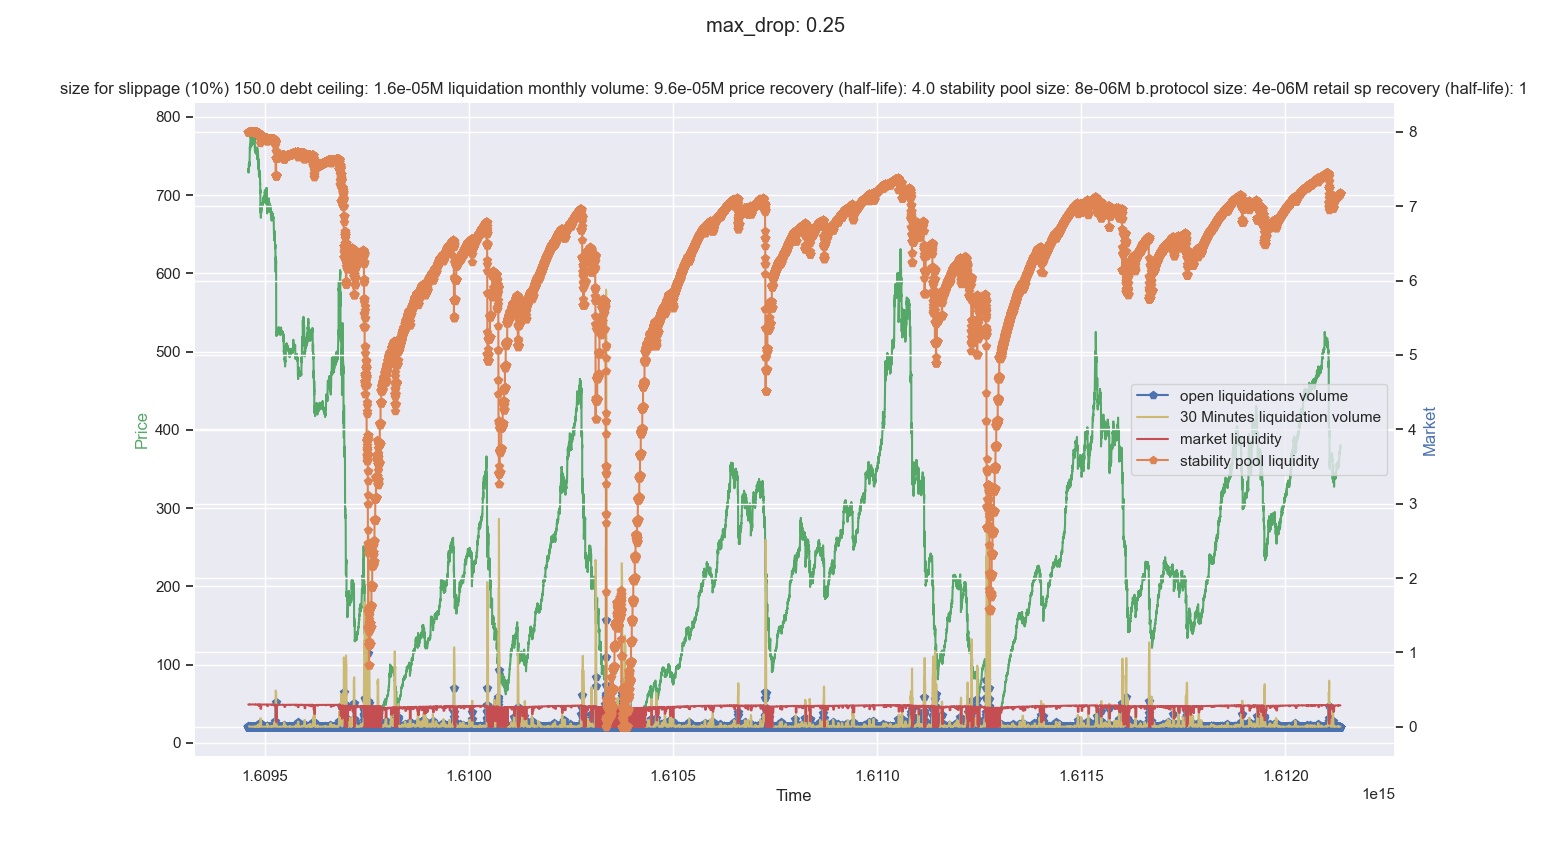 max_drop: 0.25
size for slippage (10%) 150.0 debt ceiling: 1.6e-05M liquidation monthly volume: 9.6e-05M price recovery (half-life): 4.0 stability pool size: 8e-06M b.protocol size: 4e-06M retail sp recovery (half-life): 1
800
700
600
500
400
300
200
100
0
Price
8
7
6
5
4
3
2
1
0
Market
open liquidations volume
30 Minutes liquidation volume
market liquidity
stability pool liquidity
1.6095 1.6100 1.6105 1.6110 1.6115 1.6120
Time
1e15